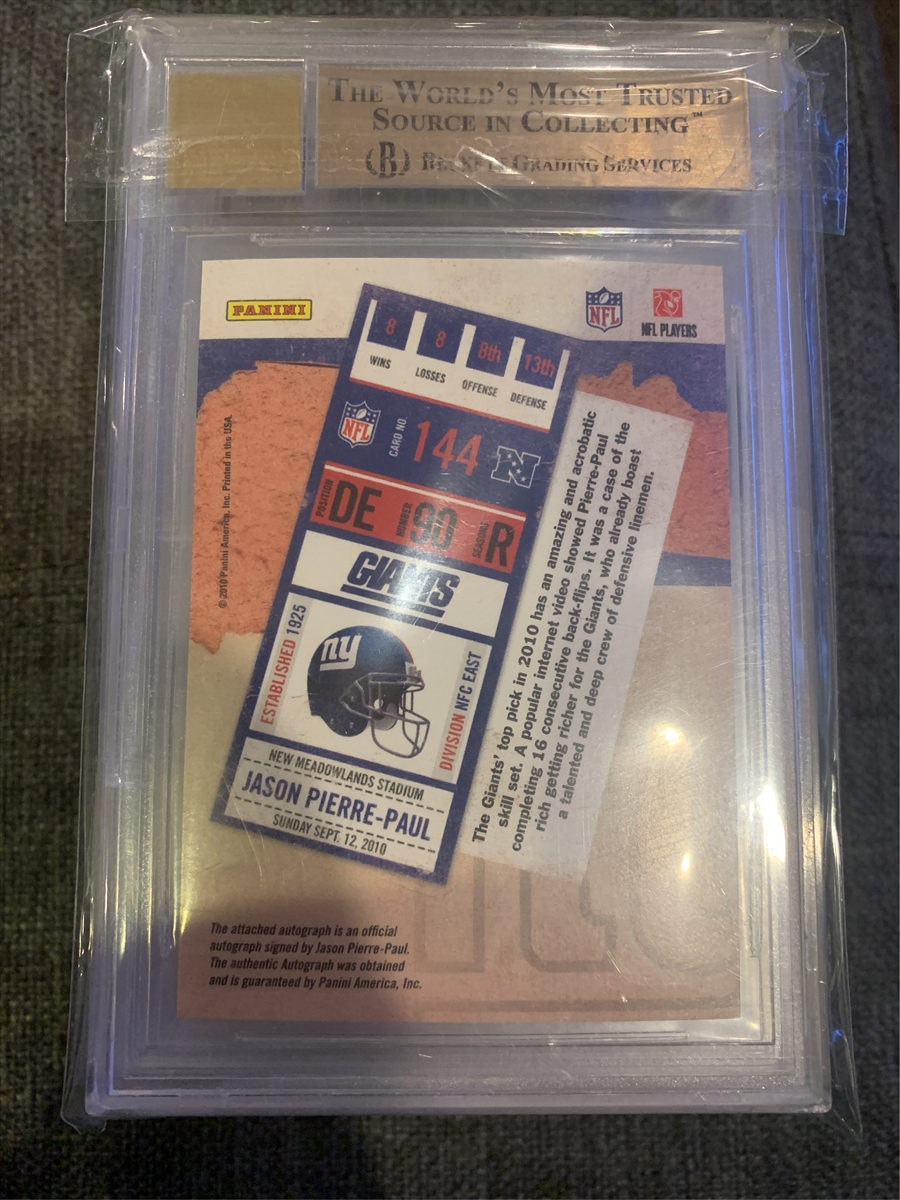 THE WORLD'S MOST TRUSTED
SOURCE IN COLLECTING™
BECKETT GRADING SERVICES
PANINI
NFL
NFL PLAYERS
8 8 8th 13th
WINS LOSSES OFFENSE DEFENSE
NFL
CARD NO. 144
N
POSITION DE NUMBER 90 SEASONS R
GIANTS
ESTABLISHED 1925
ny
DIVISION NFC EAST
NEW MEADOWLANDS STADIUM
JASON PIERRE-PAUL
SUNDAY SEPT. 12, 2010
© 2010 Panini America, Inc. Printed in the USA.
The Giants' top pick in 2010 has an amazing and acrobatic
skill set. A popular internet video showed Pierre-Paul
completing 16 consecutive back-flips. It was a case of the
rich getting richer for the Giants, who already boast
a talented and deep crew of defensive linemen.
The attached autograph is an official
autograph signed by Jason Pierre-Paul.
The authentic Autograph was obtained
and is guaranteed by Panini America, Inc.